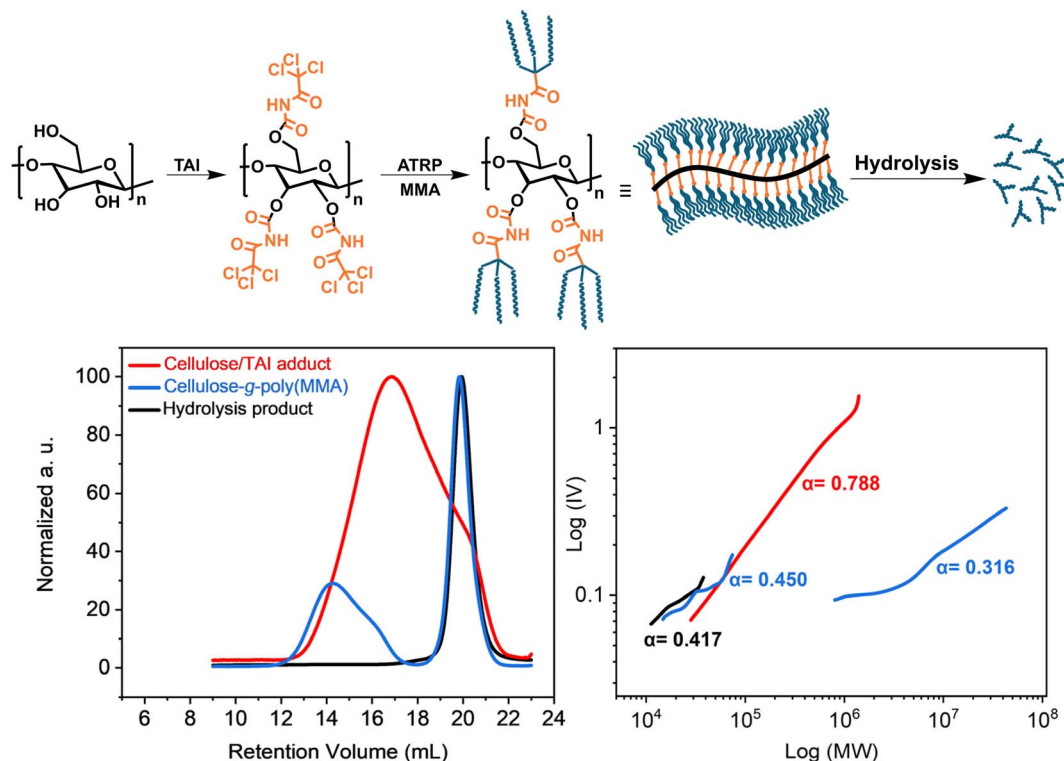 HO
O
O
HO
OH
n
TAI
Cl
Cl
Cl
O
HN
O
O
O
O
O
n
O
O
O
O
NH
NH
O
O
Cl
Cl
Cl
Cl
Cl
Cl
ATRP
MMA
O
HN
O
O
O
O
n
O
O
O
O
NH
NH
O
O
≡
Hydrolysis
Cellulose/TAI adduct
Cellulose-g-poly(MMA)
Hydrolysis product
Normalized a. u.
100
80
60
40
20
0
6 8 10 12 14 16 18 20 22 24
Retention Volume (mL)
Log (IV)
1
0.1
α= 0.788
α= 0.450
α= 0.316
α= 0.417
10⁴ 10⁵ 10⁶ 10⁷ 10⁸
Log (MW)